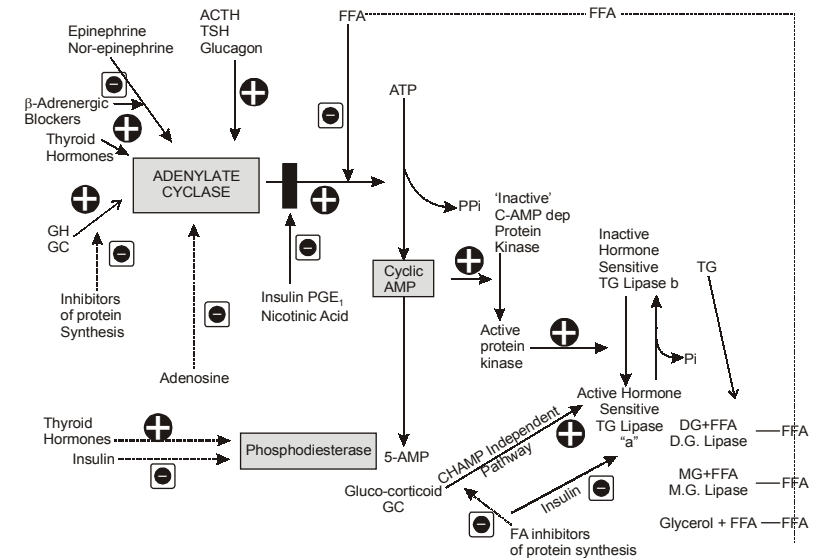 ACTH
TSH
Glucagon
FFA
FFA
Epinephrine
Nor-epinephrine
β-Adrenergic
Blockers
Thyroid
Hormones
ATP
ADENYLATE
CYCLASE
PPi
'Inactive'
C-AMP dep
Protein
Kinase
GH
GC
Inactive
Hormone
Sensitive
TG Lipase b
TG
Cyclic
AMP
Inhibitors
of protein
Synthesis
Insulin PGE₁
Nicotinic Acid
Active
protein
kinase
Pi
Adenosine
Active Hormone
Sensitive
TG Lipase
"a"
Thyroid
Hormones
Insulin
Phosphodiesterase
5-AMP
CHAMP Independent
Pathway
DG+FFA
D.G. Lipase
FFA
MG+FFA
M.G. Lipase
FFA
Gluco-corticoid
GC
Insulin
Glycerol + FFA
FFA
FA inhibitors
of protein synthesis